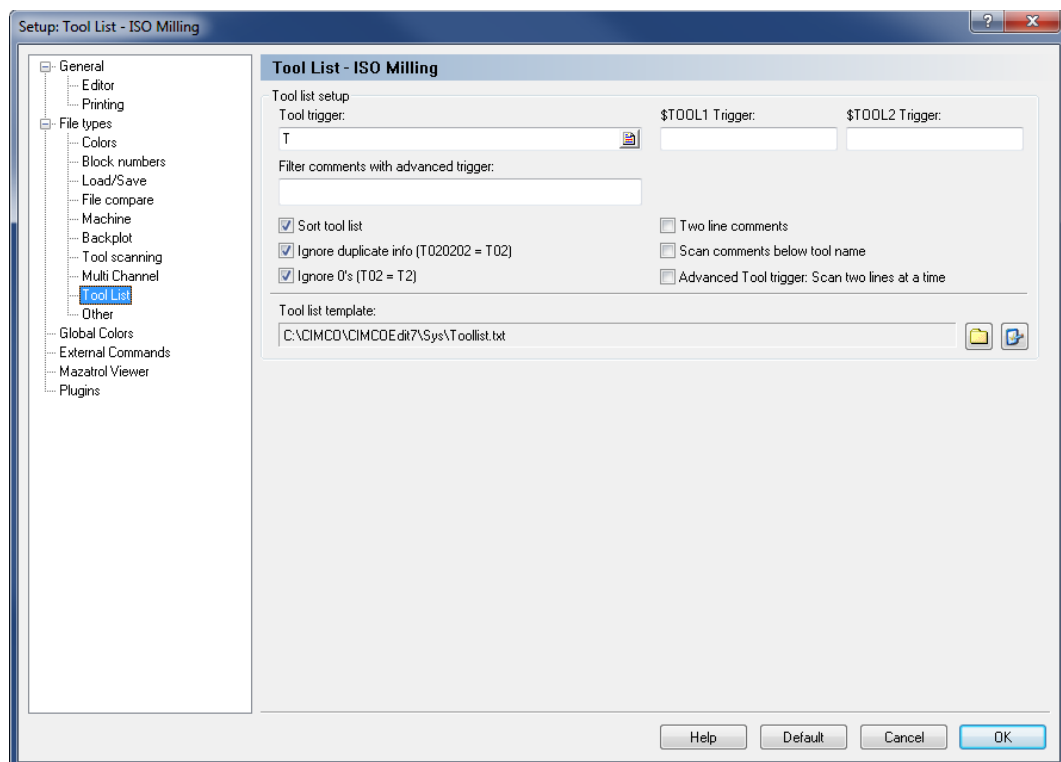 Setup: Tool List - ISO Milling
General
Editor
Printing
File types
Colors
Block numbers
Load/Save
File compare
Machine
Backplot
Tool scanning
Multi Channel
Tool List
Other
Global Colors
External Commands
Mazatrol Viewer
Plugins
Tool List - ISO Milling
Tool list setup
Tool trigger: $TOOL1 Trigger: $TOOL2 Trigger:
T
Filter comments with advanced trigger:
Sort tool list Two line comments
Ignore duplicate info (T020202 = T02) Scan comments below tool name
Ignore 0's (T02 = T2) Advanced Tool trigger: Scan two lines at a time
Tool list template:
C:\CIMCO\CIMCOEdit7\Sys\Toollist.txt
Help Default Cancel OK